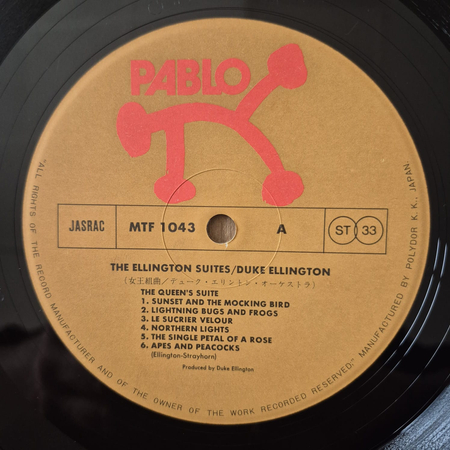 PABLO
JASRAC
MTF 1043
A
ST 33
THE ELLINGTON SUITES/DUKE ELLINGTON
(女王組曲/デューク・エリントン・オーケストラ)
THE QUEEN'S SUITE
1. SUNSET AND THE MOCKING BIRD
2. LIGHTNING BUGS AND FROGS
3. LE SUCRIER VELOUR
4. NORTHERN LIGHTS
5. THE SINGLE PETAL OF A ROSE
6. APES AND PEACOCKS
(Ellington-Strayhorn)
Produced by Duke Ellington
"ALL RIGHTS OF THE RECORD MANUFACTURER AND OF THE OWNER OF THE WORK RECORDED RESERVED." MANUFACTURED BY POLYDOR K.K., JAPAN